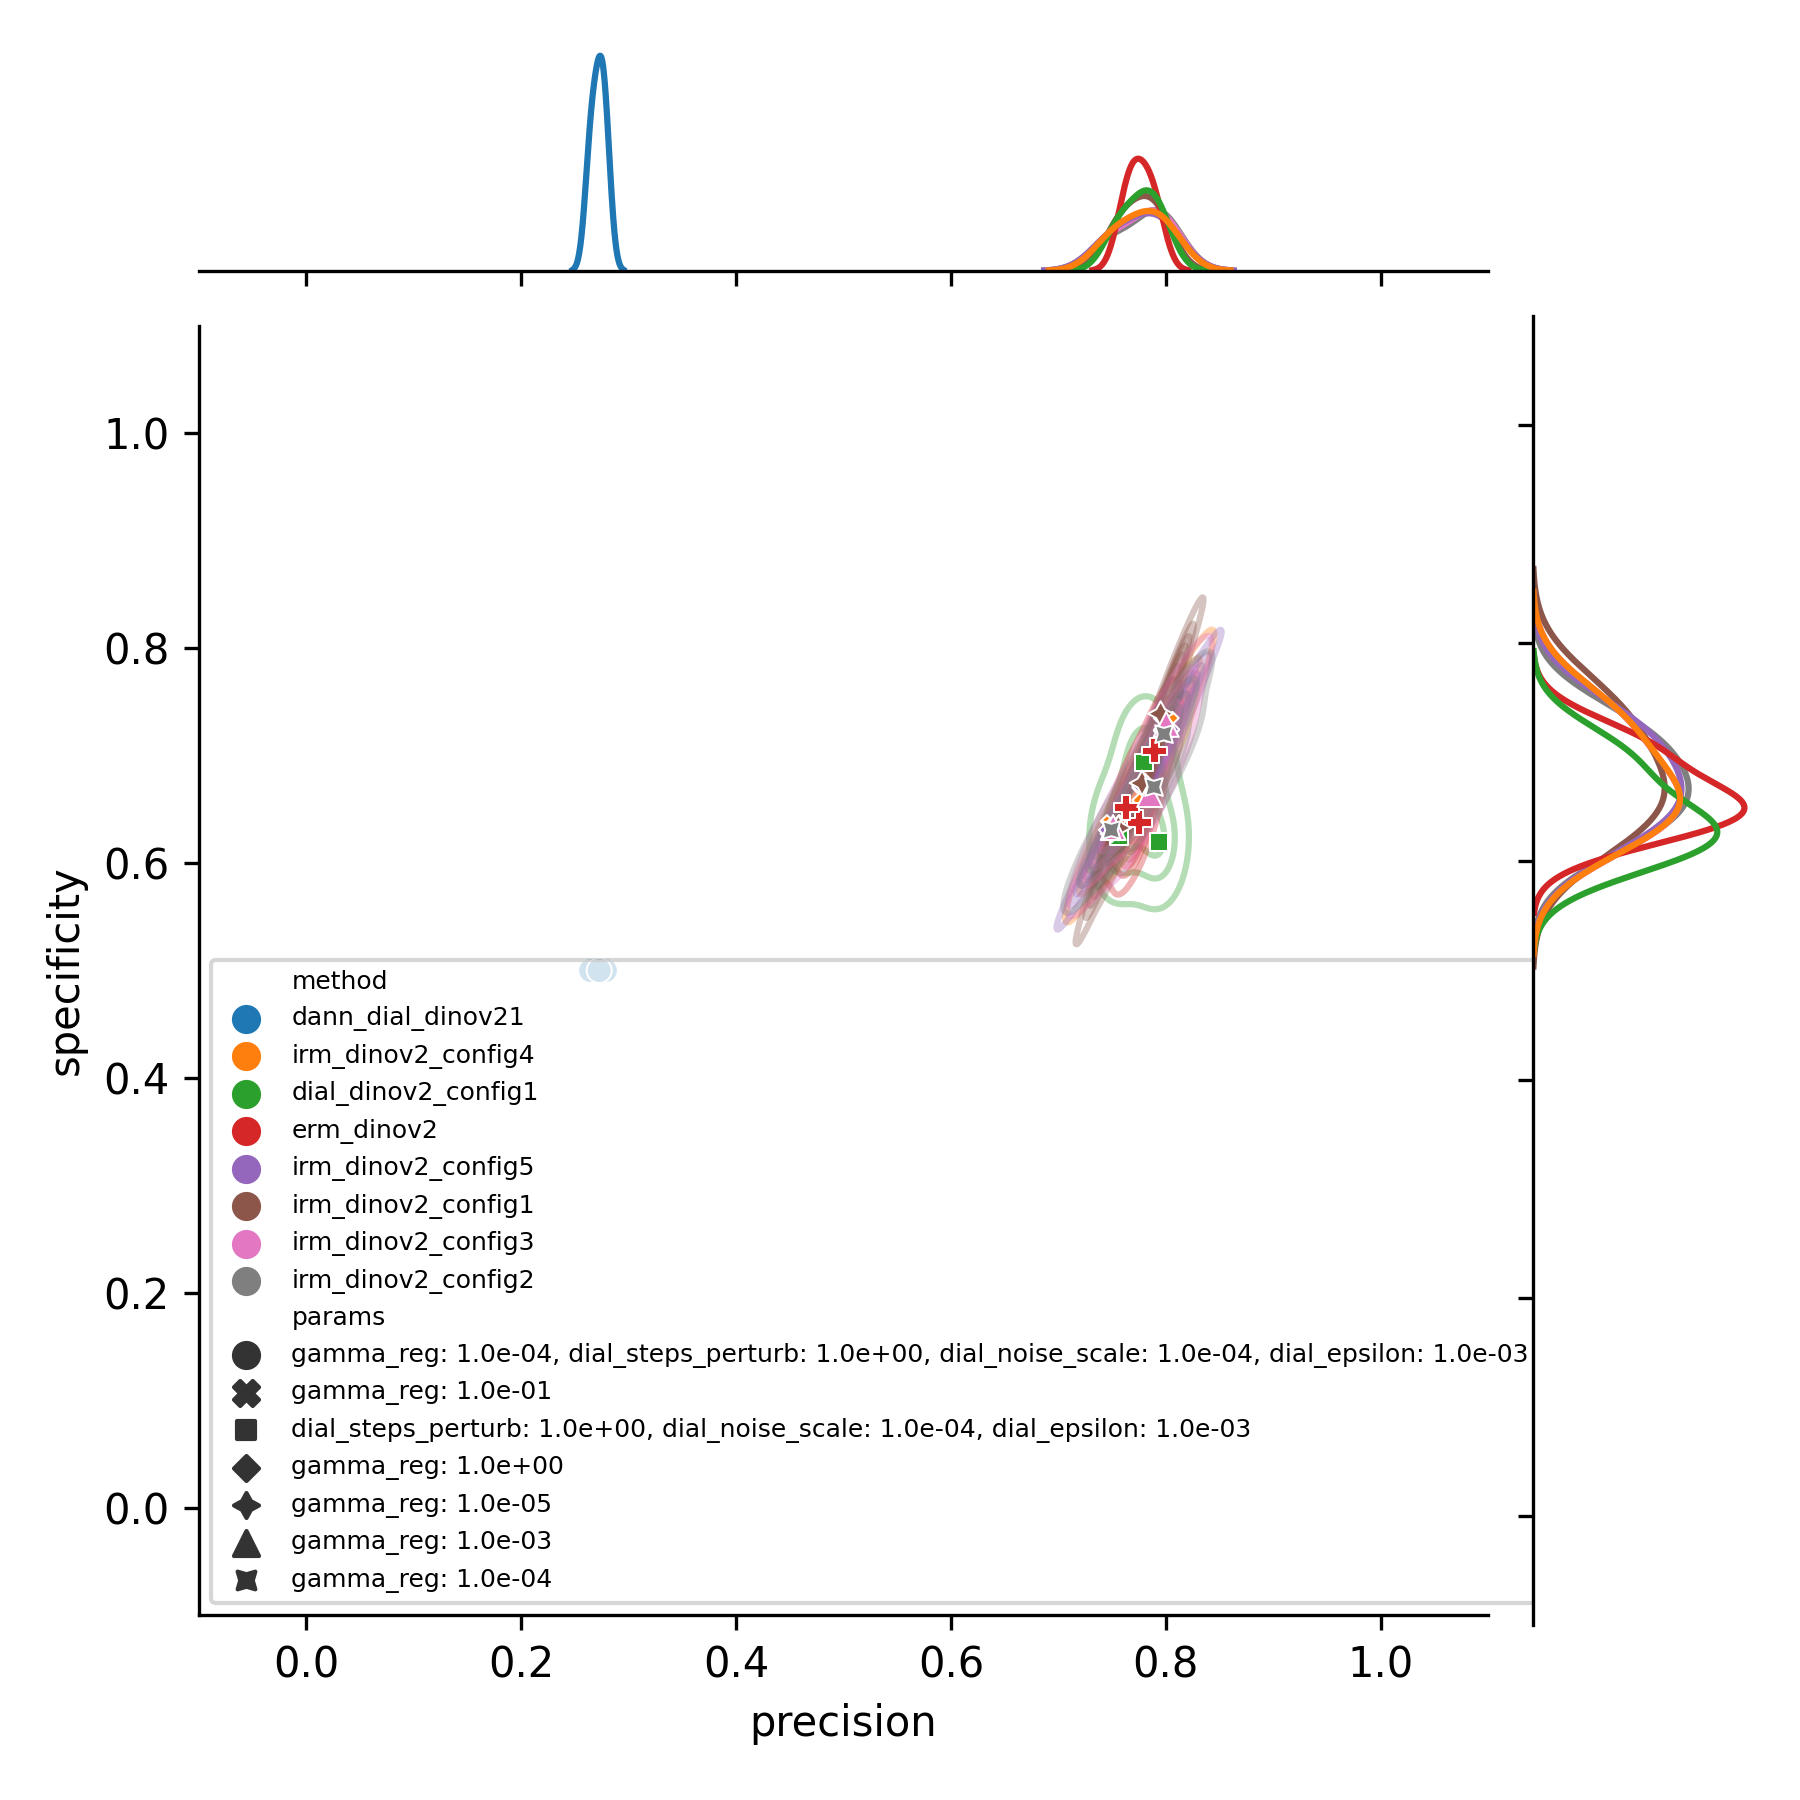 1.0
0.8
0.6
0.4
0.2
0.0
specificity
method
dann_dial_dinov21
irm_dinov2_config4
dial_dinov2_config1
erm_dinov2
irm_dinov2_config5
irm_dinov2_config1
irm_dinov2_config3
irm_dinov2_config2
params
gamma_reg: 1.0e-04, dial_steps_perturb: 1.0e+00, dial_noise_scale: 1.0e-04, dial_epsilon: 1.0e-03
gamma_reg: 1.0e-01
dial_steps_perturb: 1.0e+00, dial_noise_scale: 1.0e-04, dial_epsilon: 1.0e-03
gamma_reg: 1.0e+00
gamma_reg: 1.0e-05
gamma_reg: 1.0e-03
gamma_reg: 1.0e-04
0.0 0.2 0.4 0.6 0.8 1.0
precision